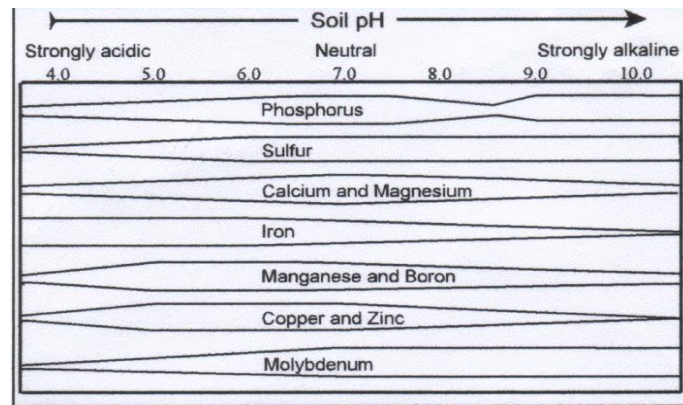 Soil pH
Strongly acidic Neutral Strongly alkaline
4.0 5.0 6.0 7.0 8.0 9.0 10.0
Phosphorus
Sulfur
Calcium and Magnesium
Iron
Manganese and Boron
Copper and Zinc
Molybdenum